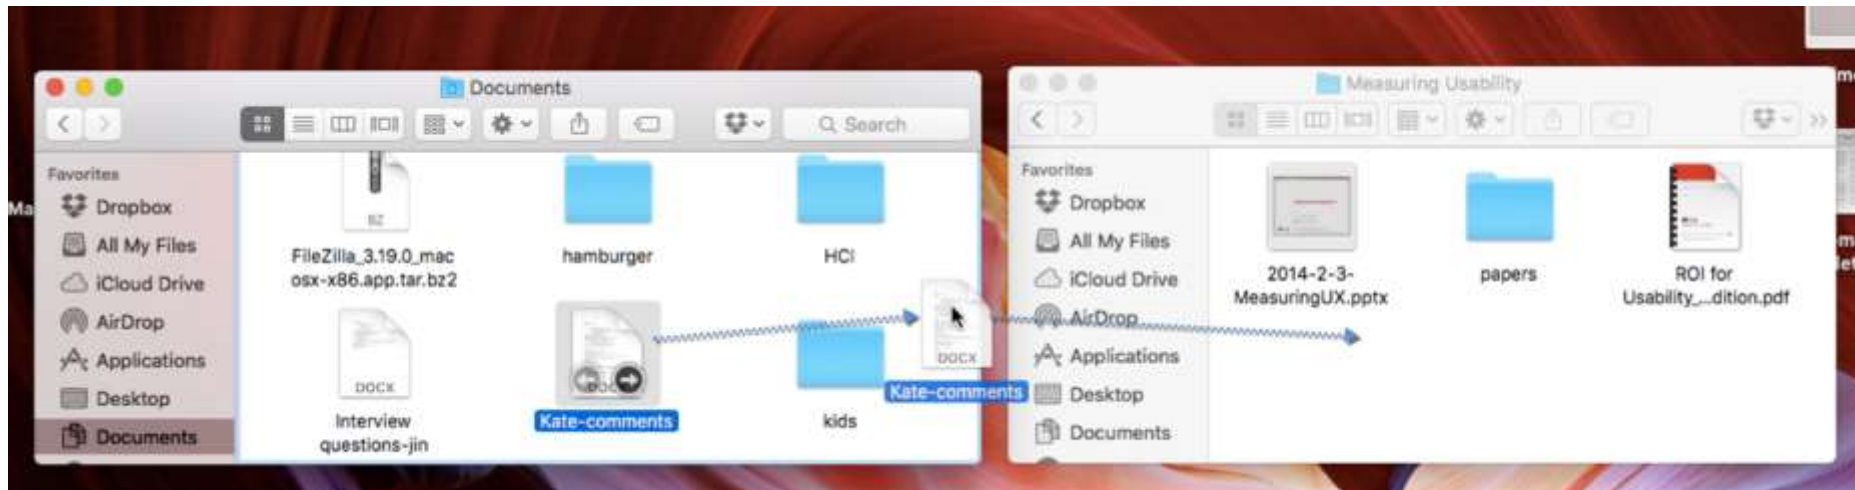 Documents
Search
Favorites
Dropbox
All My Files
iCloud Drive
AirDrop
Applications
Desktop
Documents
BZ
FileZilla_3.19.0_mac
osx-x86.app.tar.bz2
hamburger
HCI
DOCX
Interview
questions-jin
Kate-comments
kids
DOCX
Kate-comments
Measuring Usability
Favorites
Dropbox
All My Files
iCloud Drive
AirDrop
Applications
Desktop
Documents
2014-2-3-
MeasuringUX.pptx
papers
ROI for
Usability_...dition.pdf